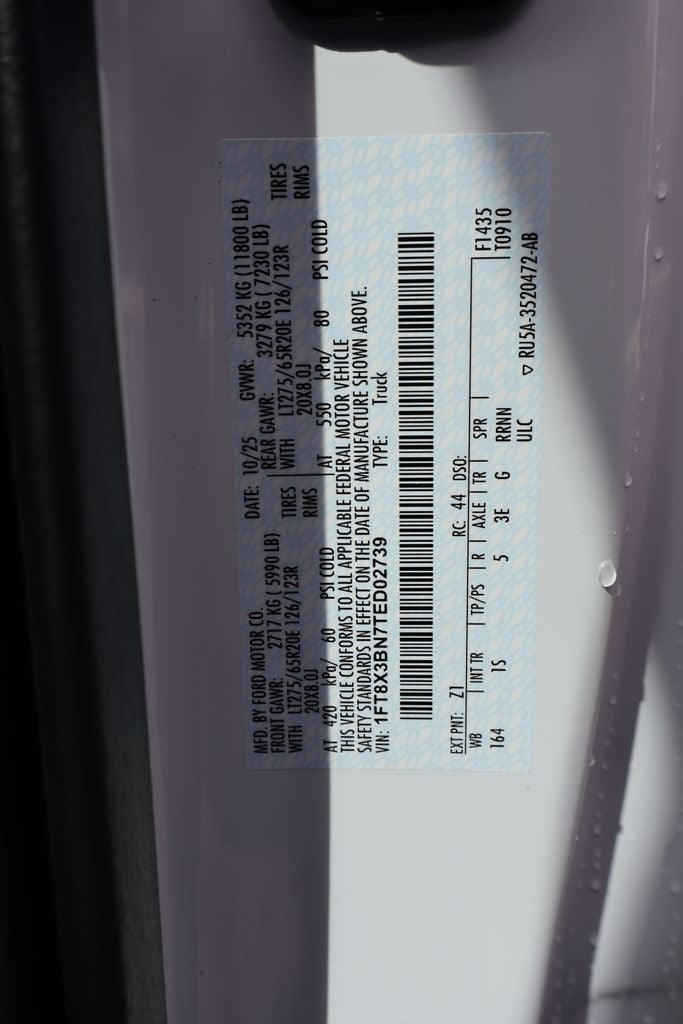 MFD. BY FORD MOTOR CO. DATE: 10/25 GVWR: 5352 KG (11800 LB)
FRONT GAWR: 2717 KG ( 5990 LB) REAR GAWR: 3279 KG ( 7230 LB)
WITH LT275/65R20E 126/123R TIRES WITH LT275/65R20E 126/123R TIRES
20X8.0J RIMS 20X8.0J RIMS
AT 420 kPa/ 60 PSI COLD AT 550 kPa/ 80 PSI COLD
THIS VEHICLE CONFORMS TO ALL APPLICABLE FEDERAL MOTOR VEHICLE
SAFETY STANDARDS IN EFFECT ON THE DATE OF MANUFACTURE SHOWN ABOVE.
VIN: 1FT8X3BN7TED02739 TYPE: Truck
EXT PNT: Z1 RC: 44 DSO:
WB INT TR TP/PS R AXLE TR SPR F1435
164 1S 5 3E G RRNN T0910
ULC
▽ RU5A-3520472-AB